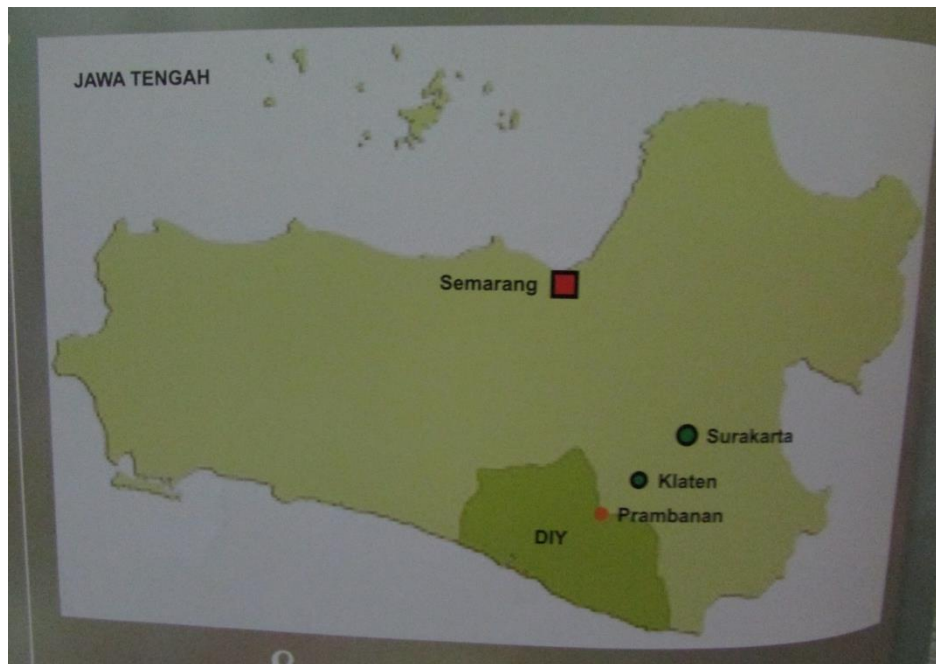 JAWA TENGAH
Semarang
Surakarta
Klaten
Prambanan
DIY